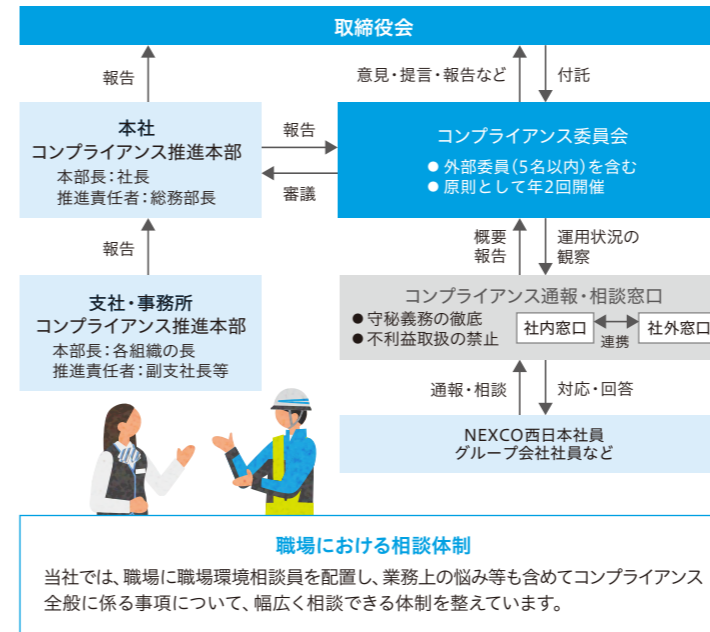 取締役会
報告
意見・提言・報告など
付託
本社
コンプライアンス推進本部
本部長：社長
推進責任者：総務部長
報告
審議
コンプライアンス委員会
●外部委員（5名以内）を含む
●原則として年2回開催
報告
概要
報告
運用状況の
観察
支社・事務所
コンプライアンス推進本部
本部長：各組織の長
推進責任者：副支社長等
コンプライアンス通報・相談窓口
●守秘義務の徹底
●不利益取扱の禁止
社内窓口
連携
社外窓口
通報・相談
対応・回答
NEXCO西日本社員
グループ会社社員など
職場における相談体制
当社では、職場に職場環境相談員を配置し、業務上の悩み等も含めてコンプライアンス
全般に係る事項について、幅広く相談できる体制を整えています。